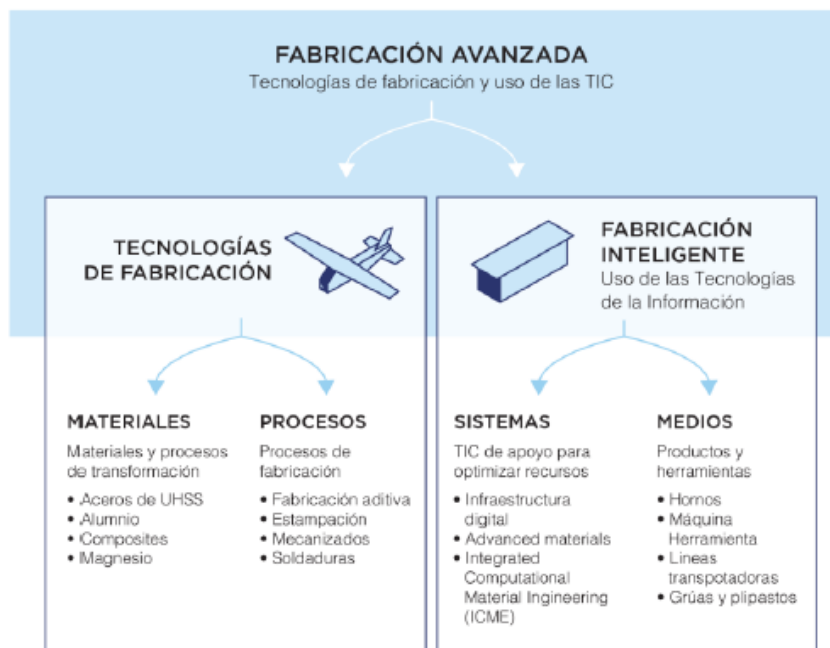 FABRICACIÓN AVANZADA
Tecnologías de fabricación y uso de las TIC
TECNOLOGÍAS
DE FABRICACIÓN
FABRICACIÓN
INTELIGENTE
Uso de las Tecnologías
de la Información
MATERIALES
Materiales y procesos
de transformación
• Aceros de UHSS
• Alumnio
• Composites
• Magnesio
PROCESOS
Procesos de
fabricación
• Fabricación aditiva
• Estampación
• Mecanizados
• Soldaduras
SISTEMAS
TIC de apoyo para
optimizar recursos
• Infraestructura
digital
• Advanced materials
• Integrated
Computational
Material Ingineering
(ICME)
MEDIOS
Productos y
herramientas
• Hornos
• Máquina
Herramienta
• Lineas
transpotadoras
• Grúas y plipastos